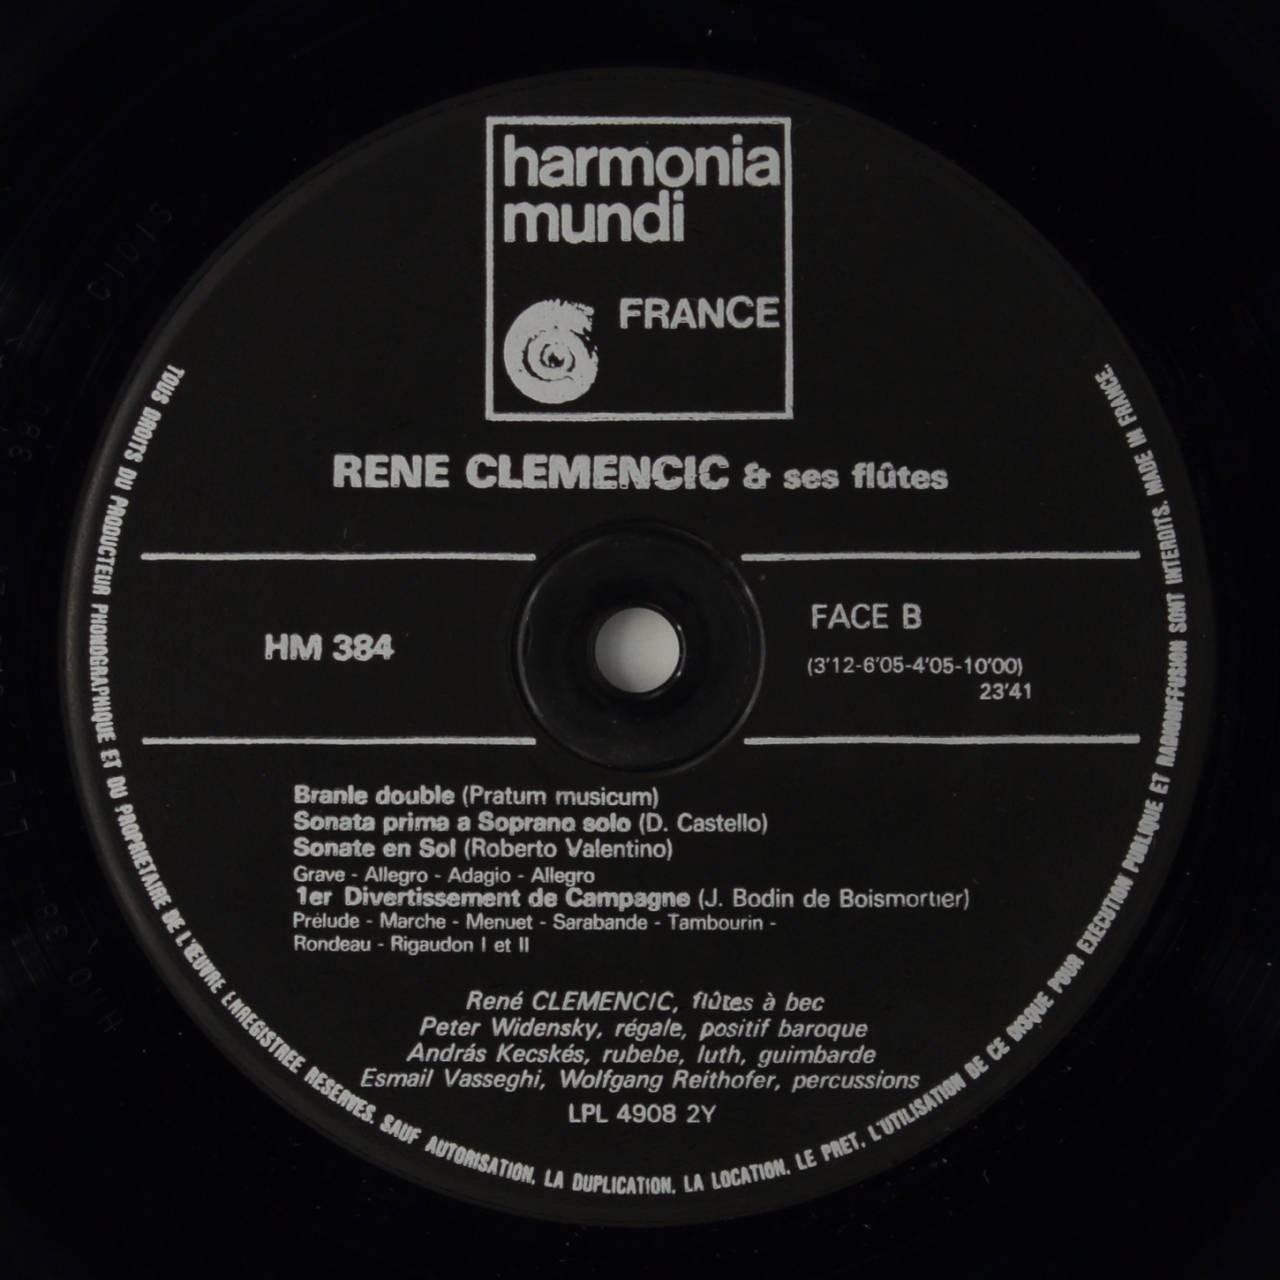 harmonia
mundi
FRANCE
RENE CLEMENCIC & ses flûtes
HM 384
FACE B
(3'12-6'05-4'05-10'00)
23'41
Branle double (Pratum musicum)
Sonata prima a Soprano solo (D. Castello)
Sonate en Sol (Roberto Valentino)
Grave - Allegro - Adagio - Allegro
1er Divertissement de Campagne (J. Bodin de Boismortier)
Prélude - Marche - Menuet - Sarabande - Tambourin -
Rondeau - Rigaudon I et II
René CLEMENCIC, flûtes à bec
Peter Widensky, régale, positif baroque
András Kecskés, rubebe, luth, guimbarde
Esmail Vasseghi, Wolfgang Reithofer, percussions
LPL 4908 2Y
TOUS DROITS DU PRODUCTEUR PHONOGRAPHIQUE ET DU PROPRIETAIRE DE L'ŒUVRE ENREGISTREE RESERVES. SAUF AUTORISATION, LA DUPLICATION, LA LOCATION, LE PRET, L'UTILISATION DE CE DISQUE POUR EXECUTION PUBLIQUE ET RADIODIFFUSION SONT INTERDITS. MADE IN FRANCE.
CIDIS